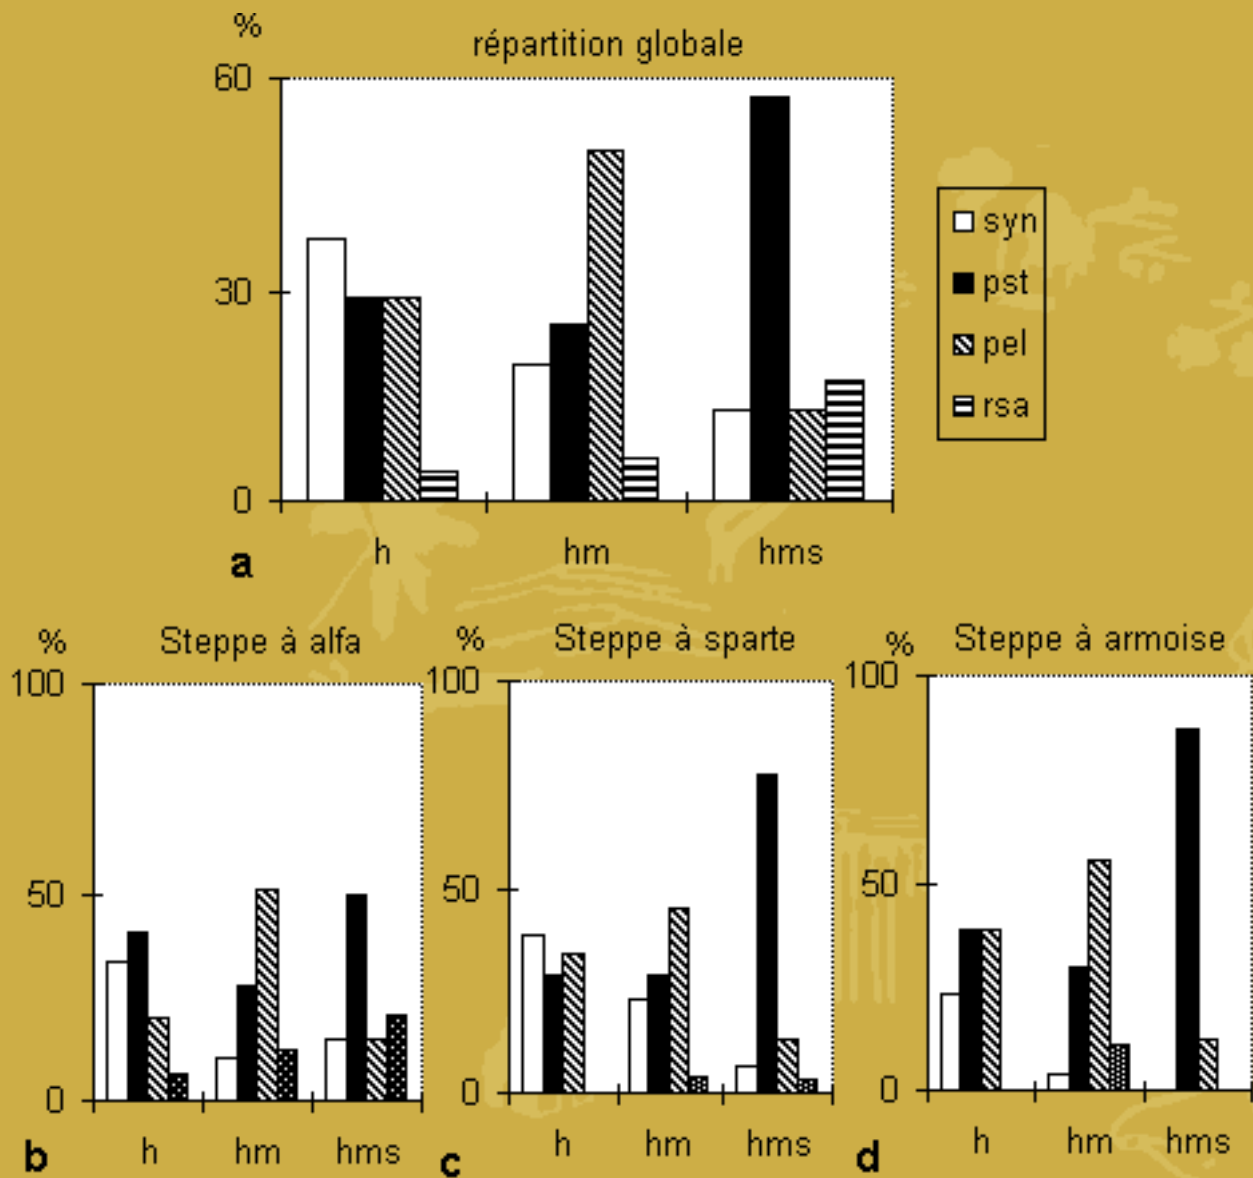 %
répartition globale
60
30
0
h hm hms
a
syn
pst
pel
rsa
% Steppe à alfa
100
50
0
h hm hms
b
% Steppe à sparte
100
50
0
h hm hms
c
% Steppe à armoise
100
50
0
h hm hms
d